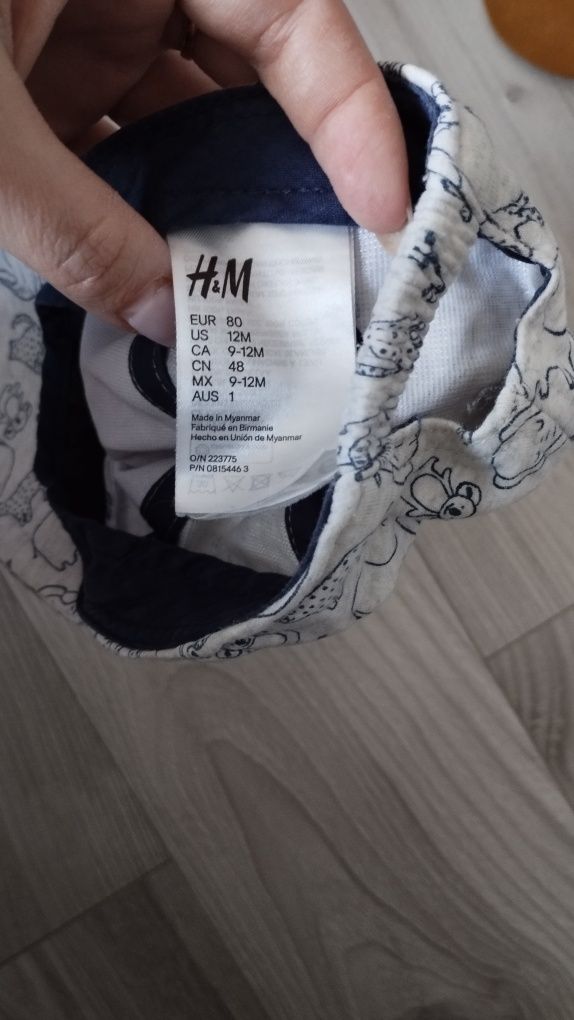 H&M
EUR 80
US 12M
CA 9-12M
CN 48
MX 9-12M
AUS 1
Made in Myanmar
Fabriqué en Birmanie
Hecho en Unión de Myanmar
O/N 223775
P/N 0815446 3